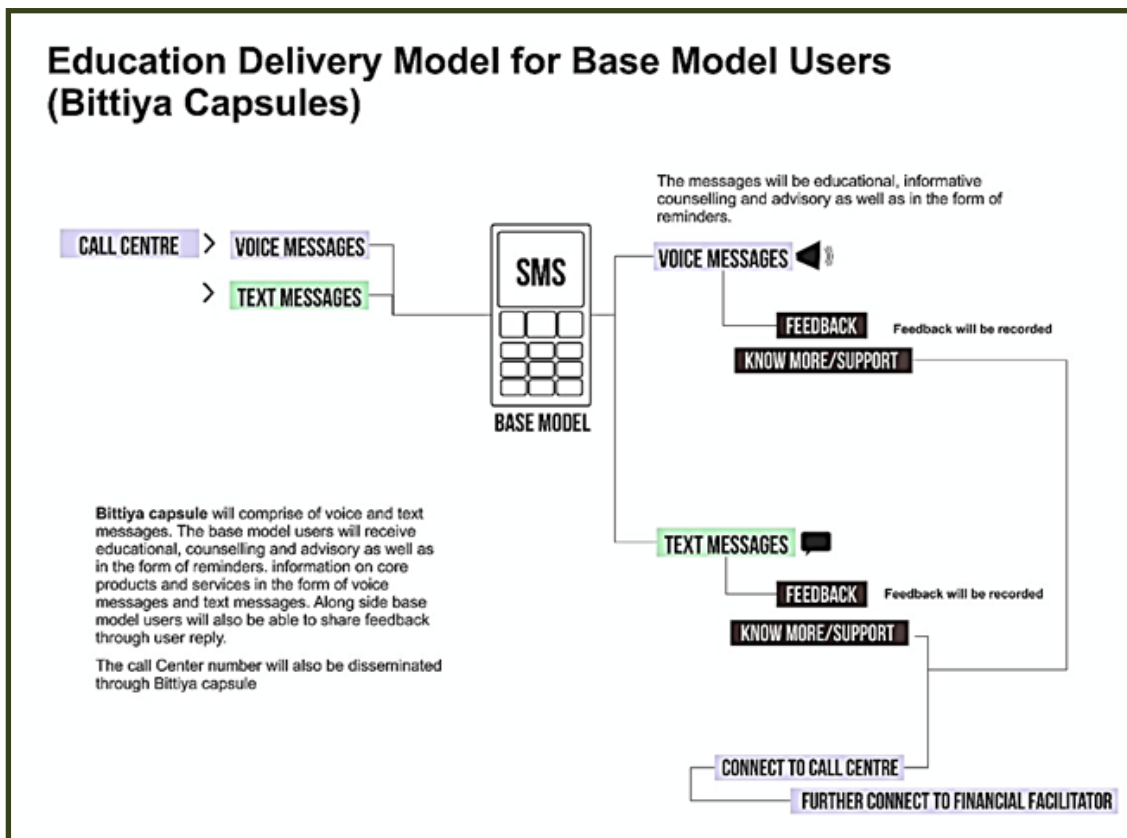 Education Delivery Model for Base Model Users
(Bittiya Capsules)
The messages will be educational, informative
counselling and advisory as well as in the form of
reminders.
CALL CENTRE > VOICE MESSAGES
> TEXT MESSAGES
SMS
BASE MODEL
VOICE MESSAGES
FEEDBACK Feedback will be recorded
KNOW MORE/SUPPORT
Bittiya capsule will comprise of voice and text
messages. The base model users will receive
educational, counselling and advisory as well as
in the form of reminders. information on core
products and services in the form of voice
messages and text messages. Along side base
model users will also be able to share feedback
through user reply.
The call Center number will also be disseminated
through Bittiya capsule
TEXT MESSAGES
FEEDBACK Feedback will be recorded
KNOW MORE/SUPPORT
CONNECT TO CALL CENTRE
FURTHER CONNECT TO FINANCIAL FACILITATOR